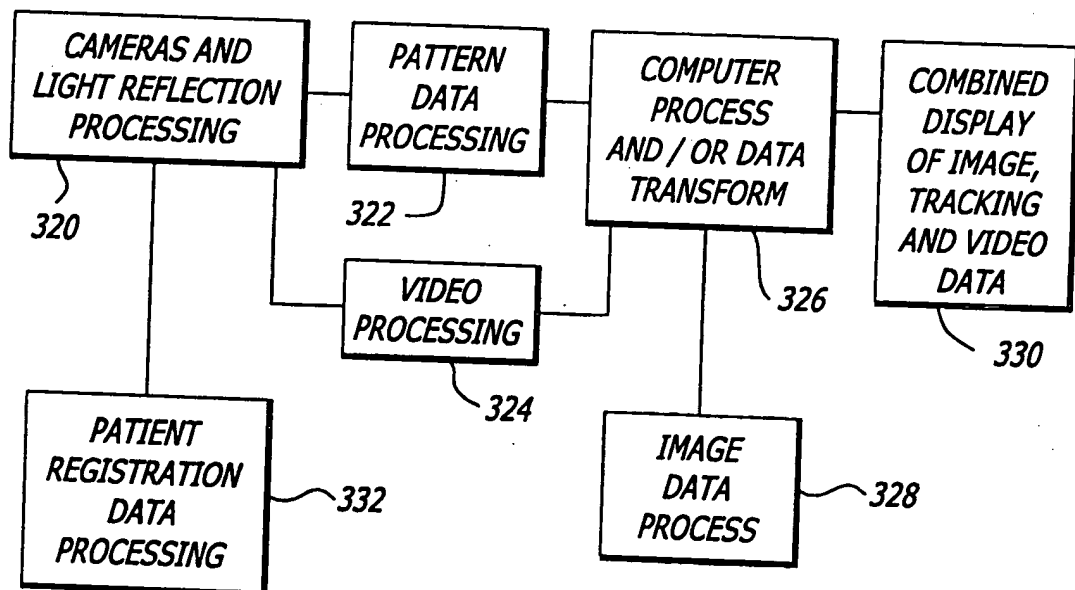 CAMERAS AND
LIGHT REFLECTION
PROCESSING
320
PATTERN
DATA
PROCESSING
322
COMPUTER
PROCESS
AND / OR DATA
TRANSFORM
326
COMBINED
DISPLAY
OF IMAGE,
TRACKING
AND VIDEO
DATA
330
VIDEO
PROCESSING
324
PATIENT
REGISTRATION
DATA
PROCESSING
332
IMAGE
DATA
PROCESS
328